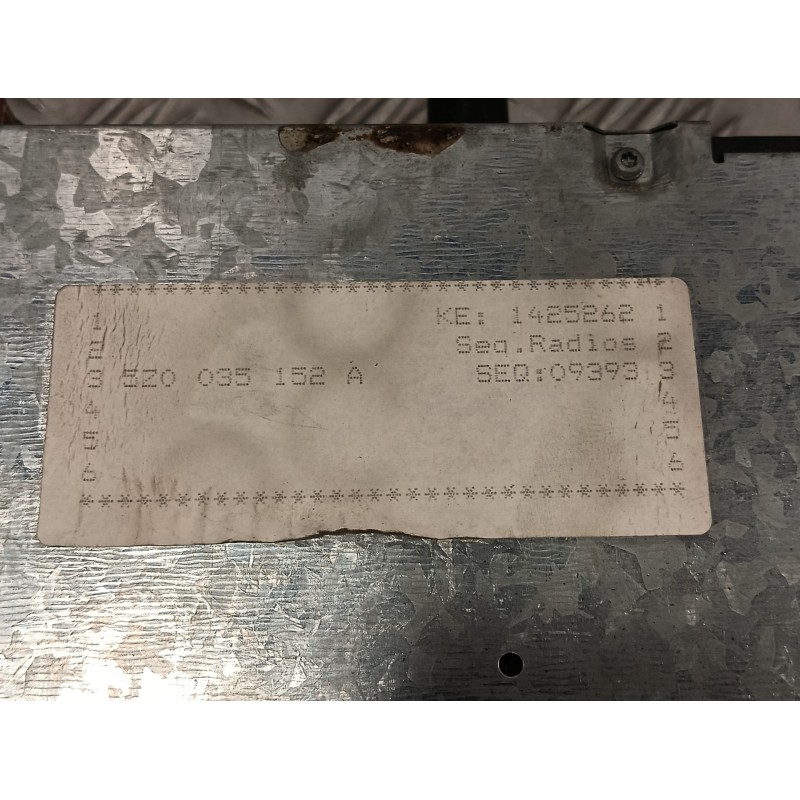 ************************************
1 KE: 1425262 1
2 Seq.Radios 2
3 5Z0 035 152 A SEQ:09393 3
4 4
5 5
6 6
********************************